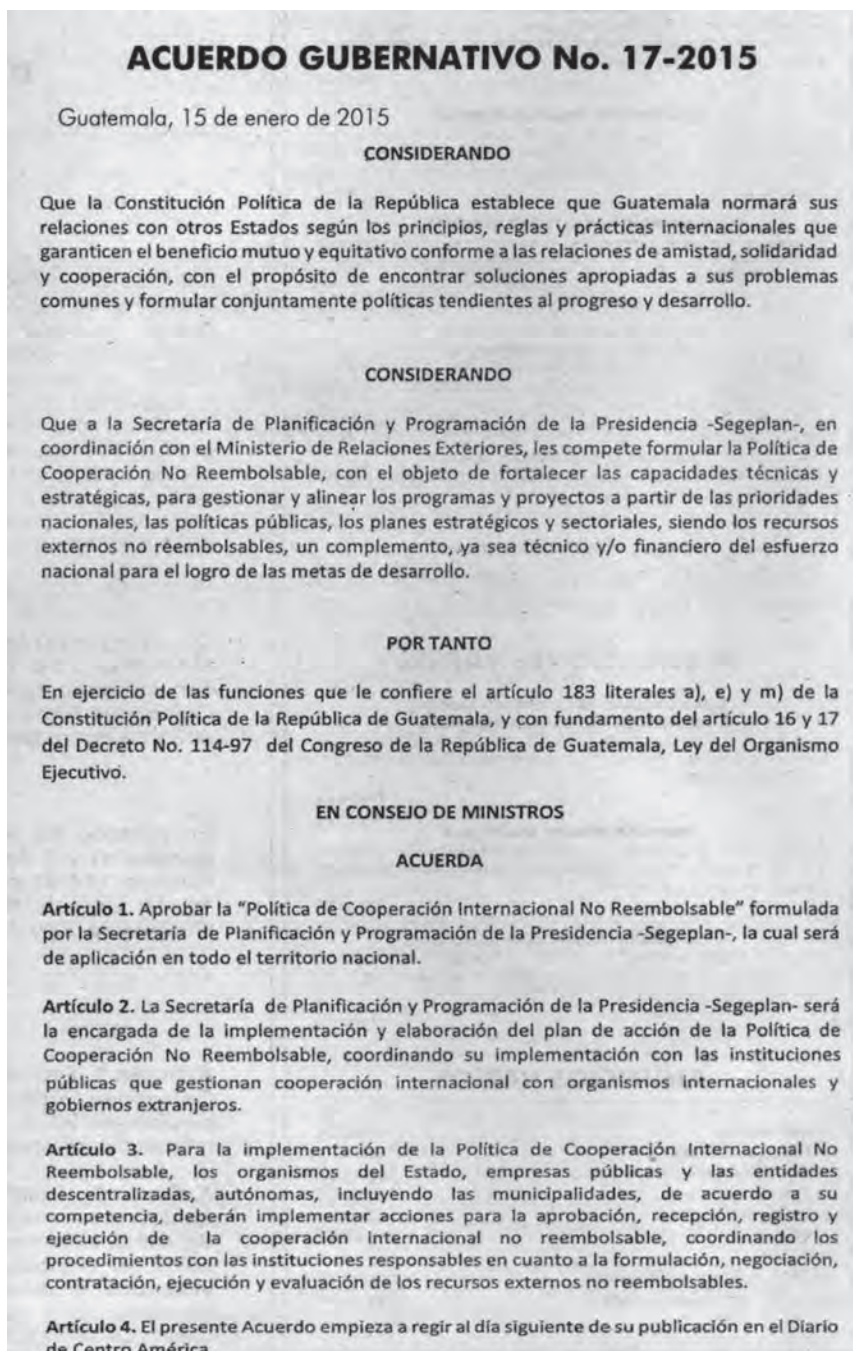 ACUERDO GUBERNATIVO No. 17-2015
Guatemala, 15 de enero de 2015
CONSIDERANDO
Que la Constitución Política de la República establece que Guatemala normará sus
relaciones con otros Estados según los principios, reglas y prácticas internacionales que
garanticen el beneficio mutuo y equitativo conforme a las relaciones de amistad, solidaridad
y cooperación, con el propósito de encontrar soluciones apropiadas a sus problemas
comunes y formular conjuntamente políticas tendientes al progreso y desarrollo.
CONSIDERANDO
Que a la Secretaría de Planificación y Programación de la Presidencia -Segeplan-, en
coordinación con el Ministerio de Relaciones Exteriores, les compete formular la Política de
Cooperación No Reembolsable, con el objeto de fortalecer las capacidades técnicas y
estratégicas, para gestionar y alinear los programas y proyectos a partir de las prioridades
nacionales, las políticas públicas, los planes estratégicos y sectoriales, siendo los recursos
externos no reembolsables, un complemento, ya sea técnico y/o financiero del esfuerzo
nacional para el logro de las metas de desarrollo.
POR TANTO
En ejercicio de las funciones que le confiere el artículo 183 literales a), e) y m) de la
Constitución Política de la República de Guatemala, y con fundamento del artículo 16 y 17
del Decreto No. 114-97 del Congreso de la República de Guatemala, Ley del Organismo
Ejecutivo.
EN CONSEJO DE MINISTROS
ACUERDA
Artículo 1. Aprobar la "Política de Cooperación Internacional No Reembolsable" formulada
por la Secretaría de Planificación y Programación de la Presidencia -Segeplan-, la cual será
de aplicación en todo el territorio nacional.
Artículo 2. La Secretaría de Planificación y Programación de la Presidencia -Segeplan- será
la encargada de la implementación y elaboración del plan de acción de la Política de
Cooperación No Reembolsable, coordinando su implementación con las instituciones
públicas que gestionan cooperación internacional con organismos internacionales y
gobiernos extranjeros.
Artículo 3. Para la implementación de la Política de Cooperación Internacional No
Reembolsable, los organismos del Estado, empresas públicas y las entidades
descentralizadas, autónomas, incluyendo las municipalidades, de acuerdo a su
competencia, deberán implementar acciones para la aprobación, recepción, registro y
ejecución de la cooperación internacional no reembolsable, coordinando los
procedimientos con las instituciones responsables en cuanto a la formulación, negociación,
contratación, ejecución y evaluación de los recursos externos no reembolsables.
Artículo 4. El presente Acuerdo empieza a regir al día siguiente de su publicación en el Diario
de Centro América